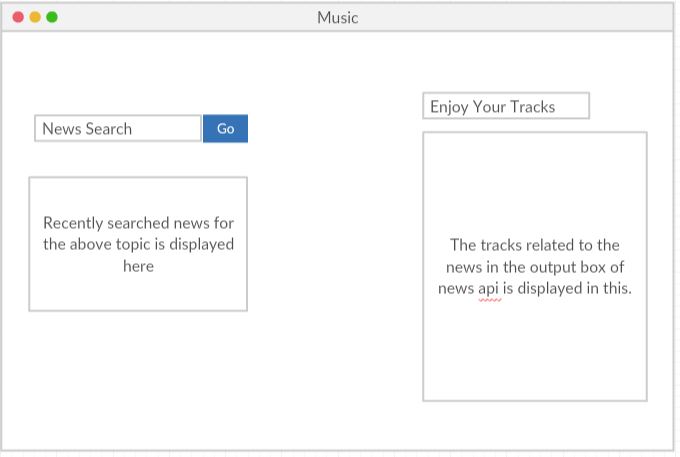 Music
News Search
Go
Recently searched news for
the above topic is displayed
here
Enjoy Your Tracks
The tracks related to the
news in the output box of
news api is displayed in this.